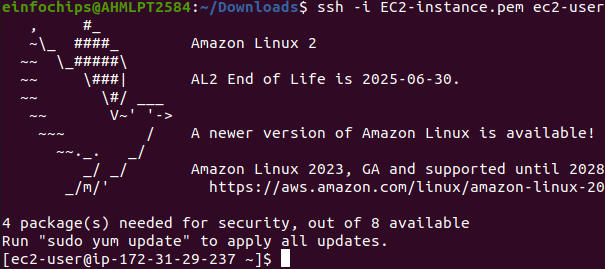 einfochips@AHMLPT2584:~/Downloads$ ssh -i EC2-instance.pem ec2-user
   ,     #_
   ~\_  ####_        Amazon Linux 2
  ~~  \_#####\
  ~~     \###|       AL2 End of Life is 2025-06-30.
  ~~       \#/ ___
   ~~       V~' '->
    ~~~         /    A newer version of Amazon Linux is available!
      ~~._.   _/
         _/ _/       Amazon Linux 2023, GA and supported until 2028
       _/m/'           https://aws.amazon.com/linux/amazon-linux-20
4 package(s) needed for security, out of 8 available
Run "sudo yum update" to apply all updates.
[ec2-user@ip-172-31-29-237 ~]$